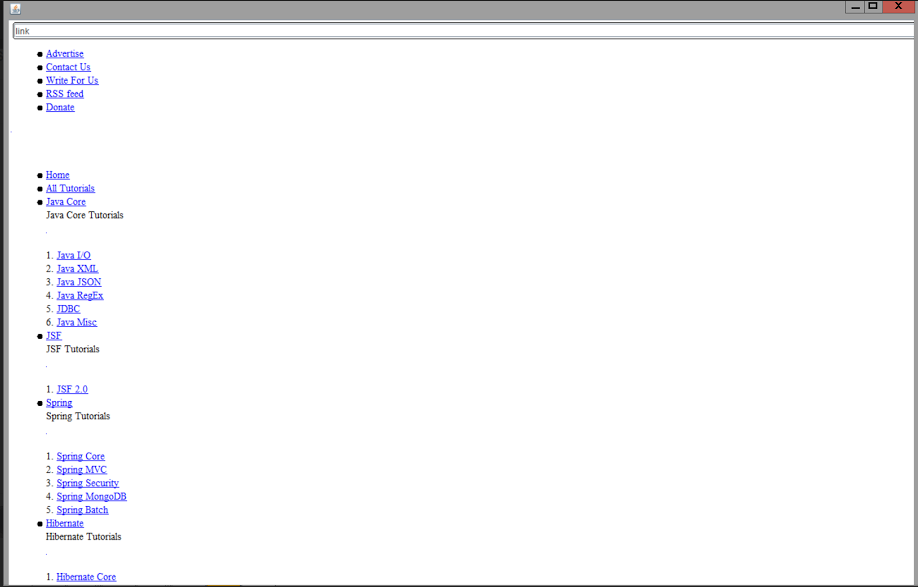 link
Advertise
Contact Us
Write For Us
RSS feed
Donate
Home
All Tutorials
Java Core
Java Core Tutorials
1. Java I/O
2. Java XML
3. Java JSON
4. Java RegEx
5. JDBC
6. Java Misc
JSF
JSF Tutorials
1. JSF 2.0
Spring
Spring Tutorials
1. Spring Core
2. Spring MVC
3. Spring Security
4. Spring MongoDB
5. Spring Batch
Hibernate
Hibernate Tutorials
1. Hibernate Core